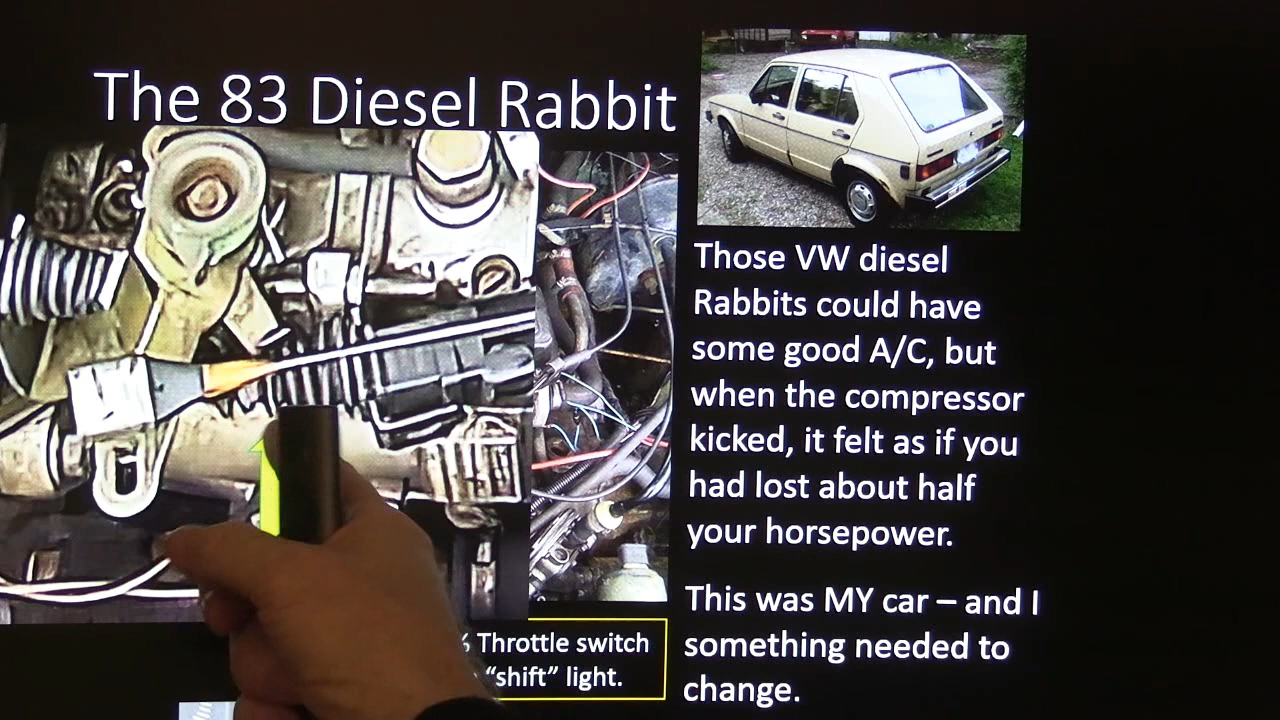 The 83 Diesel Rabbit
Those VW diesel
Rabbits could have
some good A/C, but
when the compressor
kicked, it felt as if you
had lost about half
your horsepower.
This was MY car – and I
something needed to
change.
% Throttle switch
"shift" light.